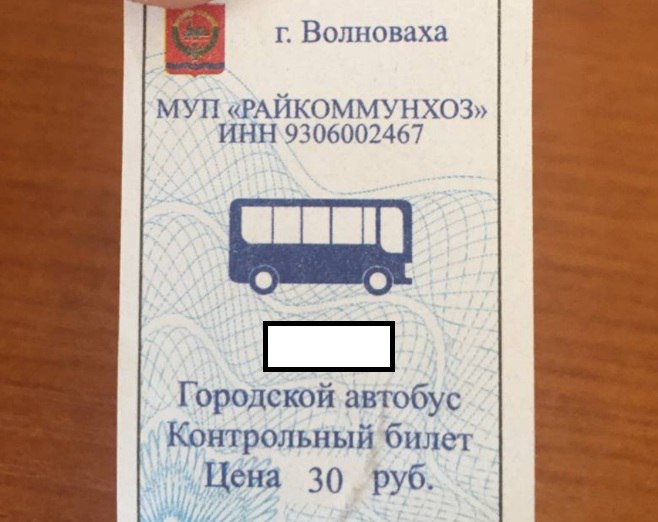 г. Волноваха
МУП «РАЙКОММУНХОЗ»
ИНН 9306002467
Городской автобус
Контрольный билет
Цена 30 руб.